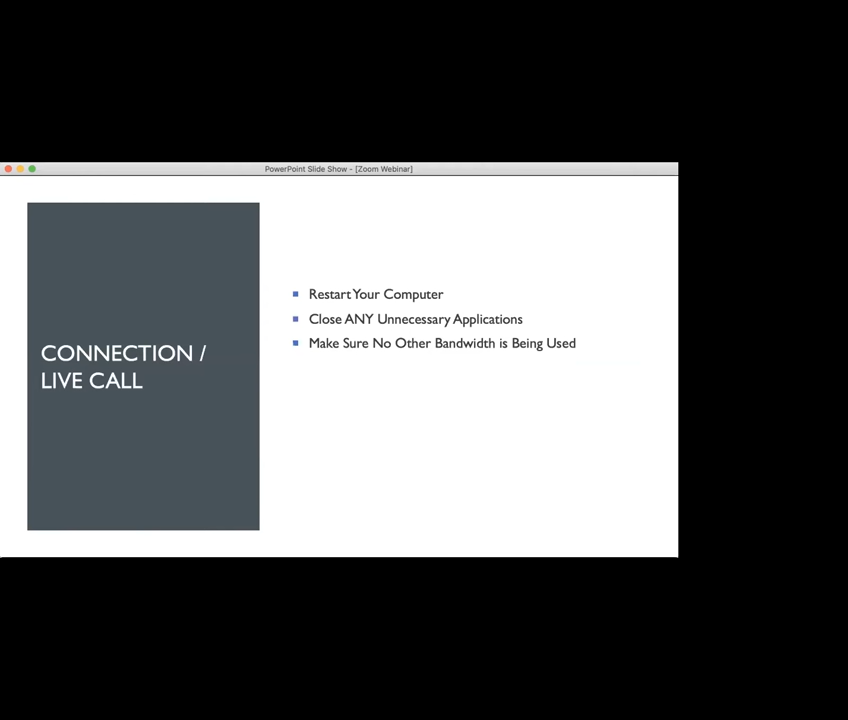 PowerPoint Slide Show - [Zoom Webinar]
CONNECTION /
LIVE CALL
Restart Your Computer
Close ANY Unnecessary Applications
Make Sure No Other Bandwidth is Being Used